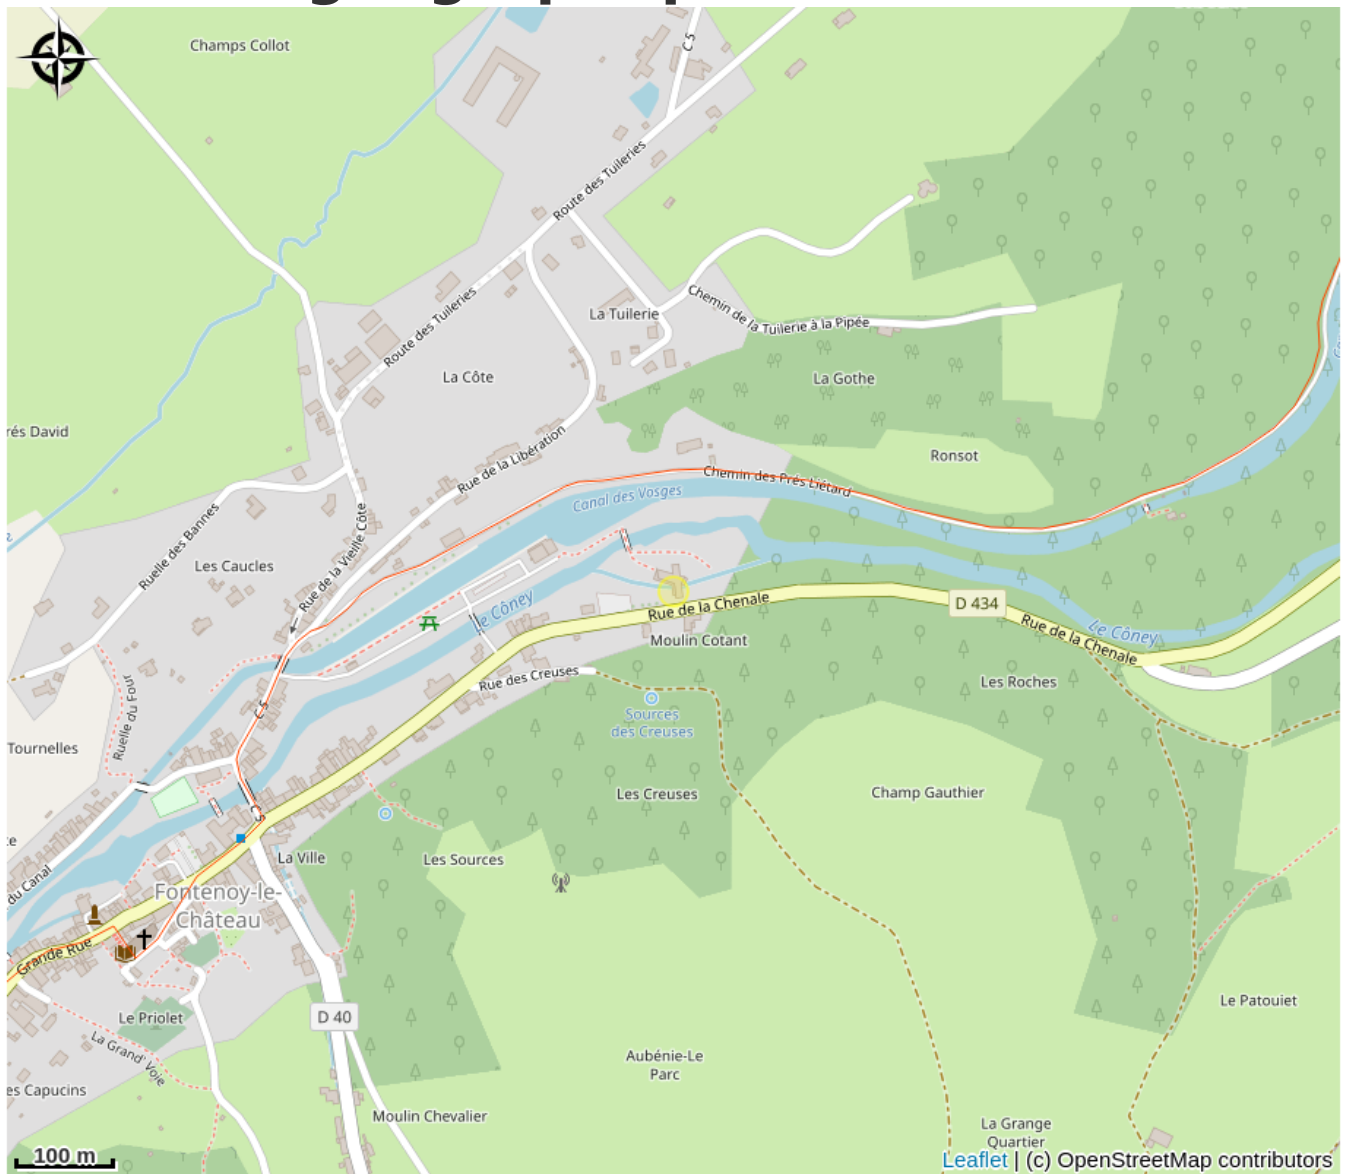 Champs Collot
C 5
Route des Tuileries
La Tuilerie
Chemin de la Tuilerie à la Pipée
Route des Tuileries
La Côte
La Gothe
rés David
Rue de la Libération
Ronsot
Chemin des Prés Liétard
Canal des Vosges
Ruelle des Bannes
Rue de la Vieille Côte
Les Caucles
Le Côney
Rue de la Chenale
D 434
Rue de la Chenale
Le Côney
Moulin Cotant
Rue des Creuses
Les Roches
Ruelle du Four
C 5
Sources
des Creuses
Tournelles
Les Creuses
Champ Gauthier
C 5
La Ville
Les Sources
du Canal
Fontenoy-le-
Château
Grande Rue
Le Patouiet
Le Priolet
D 40
La Grand' Voie
Aubénie-Le
Parc
es Capucins
Moulin Chevalier
La Grange
Quartier
100 m
Leaflet | (c) OpenStreetMap contributors